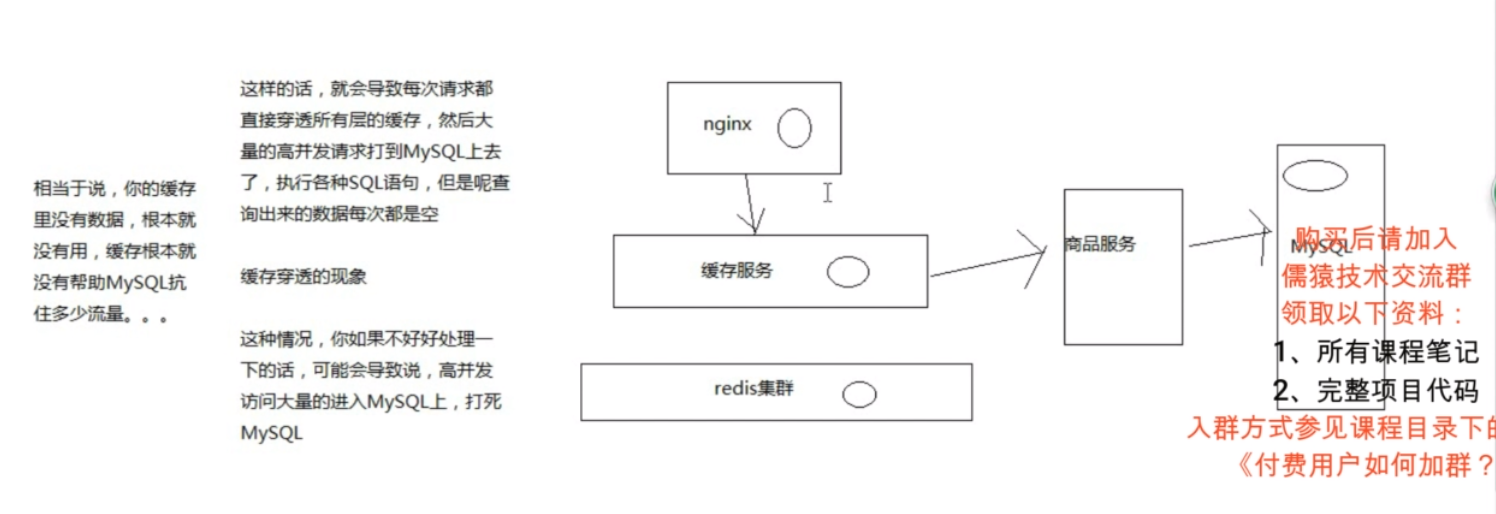 相当于说，你的缓存
里没有数据，根本就
没有用，缓存根本就
没有帮助MySQL抗
住多少流量。。。
这样的话，就会导致每次请求都
直接穿透所有层的缓存，然后大
量的高并发请求打到MySQL上去
了，执行各种SQL语句，但是呢查
询出来的数据每次都是空
缓存穿透的现象
这种情况，你如果不好好处理一
下的话，可能会导致说，高并发
访问大量的进入MySQL上，打死
MySQL
nginx
缓存服务
redis集群
商品服务
MySQL
购买后请加入
儒猿技术交流群
领取以下资料：
1、所有课程笔记
2、完整项目代码
入群方式参见课程目录下的
《付费用户如何加群？